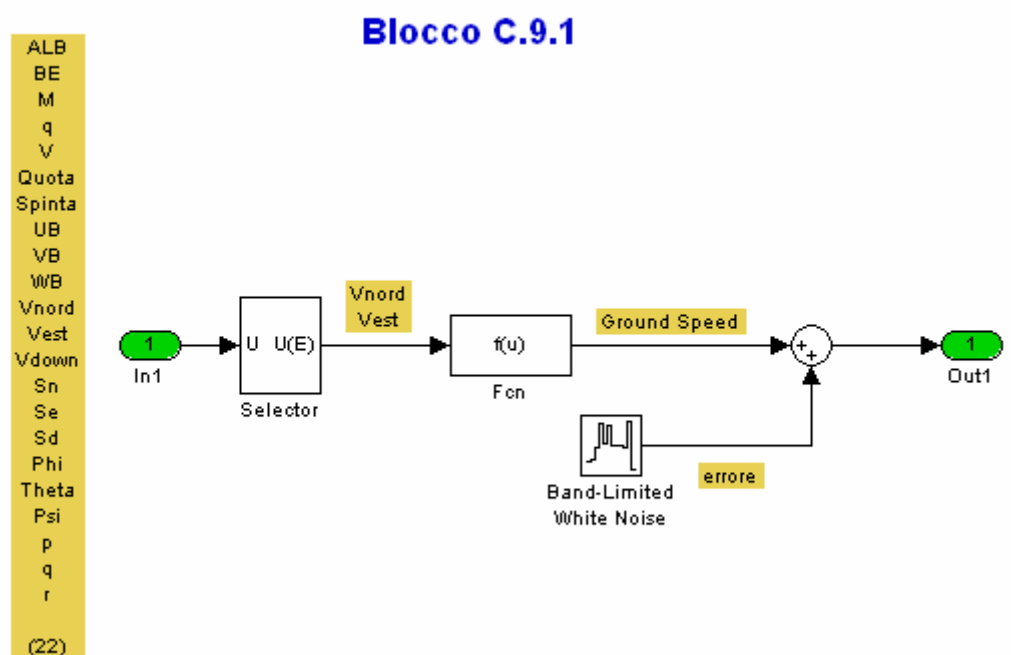 Blocco C.9.1
ALB
BE
M
q
V
Quota
Spinta
UB
VB
WB
Vnord
Vest
Vdown
Sn
Se
Sd
Phi
Theta
Psi
p
q
r
(22)
1
In1
U U(E)
Selector
Vnord
Vest
f(u)
Fcn
Ground Speed
Band-Limited
White Noise
errore
+
+
1
Out1